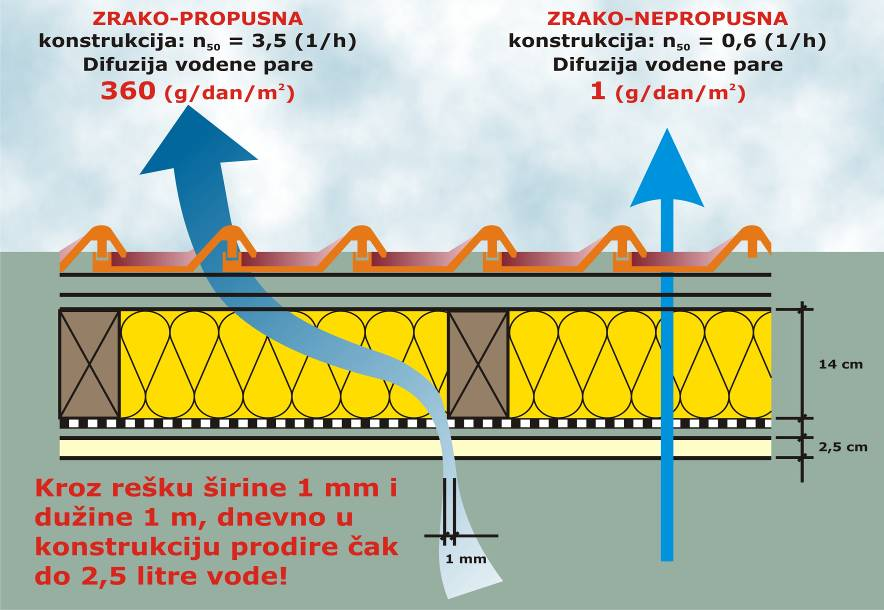 ZRAKO-PROPUSNA
konstrukcija: n₅₀ = 3,5 (1/h)
Difuzija vodene pare
360 (g/dan/m²)
ZRAKO-NEPROPUSNA
konstrukcija: n₅₀ = 0,6 (1/h)
Difuzija vodene pare
1 (g/dan/m²)
14 cm
2,5 cm
Kroz rešku širine 1 mm i
dužine 1 m, dnevno u
konstrukciju prodire čak
do 2,5 litre vode!
1 mm